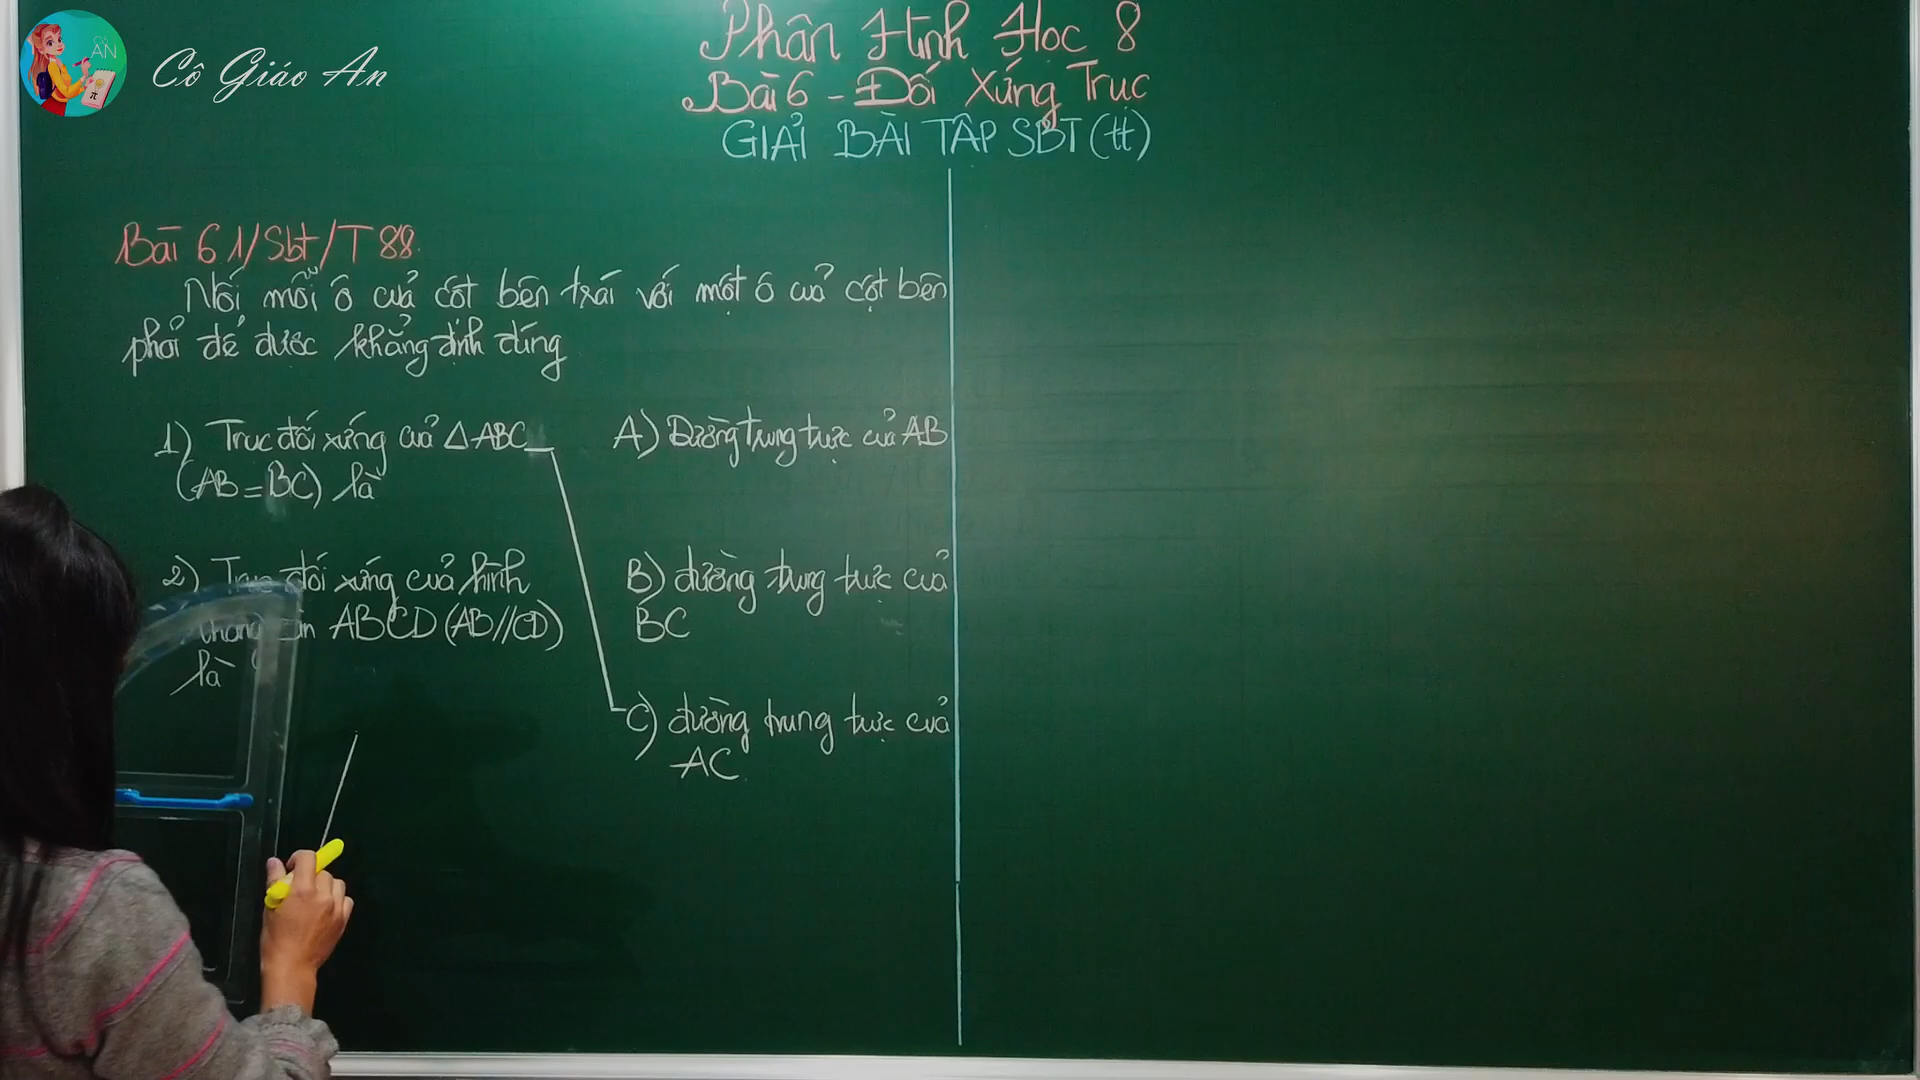 AN
Cô Giáo An
Phần Hình Học 8
Bài 6 - Đối Xứng Trục
GIẢI BÀI TẬP SBT (tt)
Bài 61/Sbt/T88.
Nối mỗi ô của cột bên trái với một ô của cột bên
phải để được khẳng định đúng
1) Trục đối xứng của △ABC
(AB=BC) là
A) Đường trung trực của AB
2) Trục đối xứng của hình
thang cân ABCD (AB//CD)
là
B) đường trung trực của
BC
C) đường trung trực của
AC